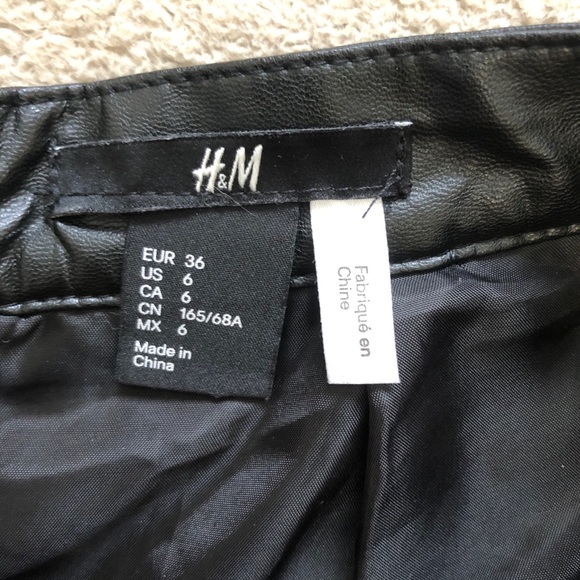 H&M
EUR 36
US 6
CA 6
CN 165/68A
MX 6
Made in
China
Fabriqué en
Chine